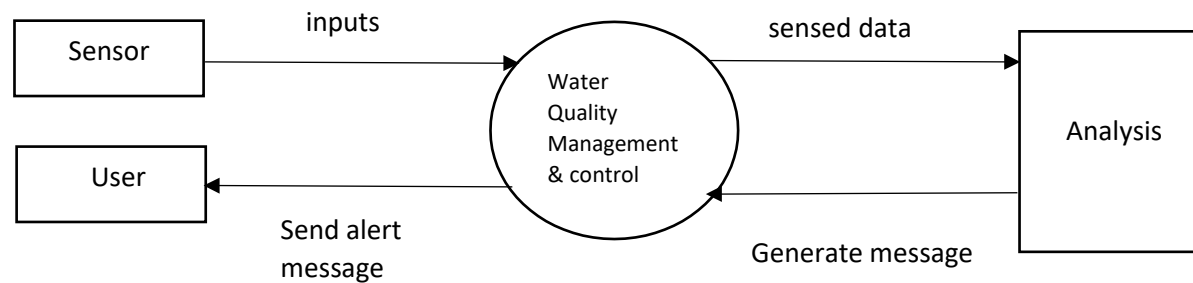 inputs
sensed data
Sensor
Water
Quality
Management
& control
Analysis
User
Send alert
message
Generate message